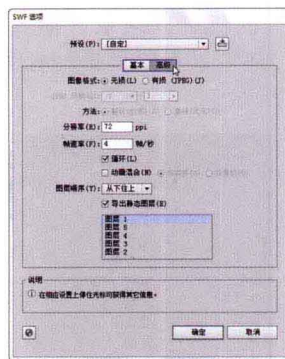 SWF 选项
预设(P): [自定]
基本 高级
图像格式: 无损(L) 有损 (JPEG)(J)
方法:
分辨率(R): 72 ppi
帧速率(F): 4 帧/秒
循环(L)
动画混合(N)
图层顺序(Y): 从下往上
导出静态图层(E)
图层 1
图层 5
图层 4
图层 3
图层 2
说明
在相应设置上停住光标可获得其它信息。
确定 取消